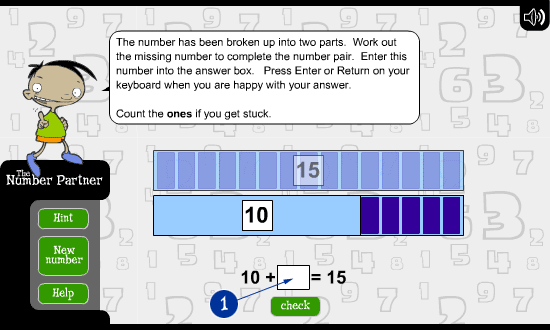 The number has been broken up into two parts. Work out
the missing number to complete the number pair. Enter this
number into the answer box. Press Enter or Return on your
keyboard when you are happy with your answer.
Count the ones if you get stuck.
The
Number Partner
15
10
Hint
New
number
Help
10 + = 15
1
check